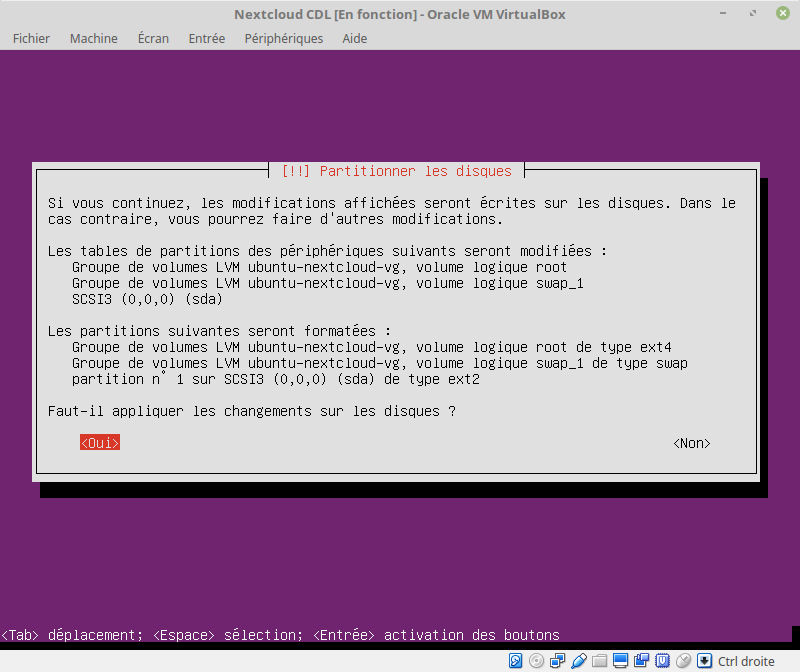 Nextcloud CDL [En fonction] - Oracle VM VirtualBox
Fichier Machine Écran Entrée Périphériques Aide
[!!] Partitionner les disques
Si vous continuez, les modifications affichées seront écrites sur les disques. Dans le
cas contraire, vous pourrez faire d'autres modifications.
Les tables de partitions des périphériques suivants seront modifiées :
Groupe de volumes LVM ubuntu-nextcloud-vg, volume logique root
Groupe de volumes LVM ubuntu-nextcloud-vg, volume logique swap_1
SCSI3 (0,0,0) (sda)
Les partitions suivantes seront formatées :
Groupe de volumes LVM ubuntu-nextcloud-vg, volume logique root de type ext4
Groupe de volumes LVM ubuntu-nextcloud-vg, volume logique swap_1 de type swap
partition n° 1 sur SCSI3 (0,0,0) (sda) de type ext2
Faut-il appliquer les changements sur les disques ?
<Oui> <Non>
<Tab> déplacement; <Espace> sélection; <Entrée> activation des boutons
Ctrl droite